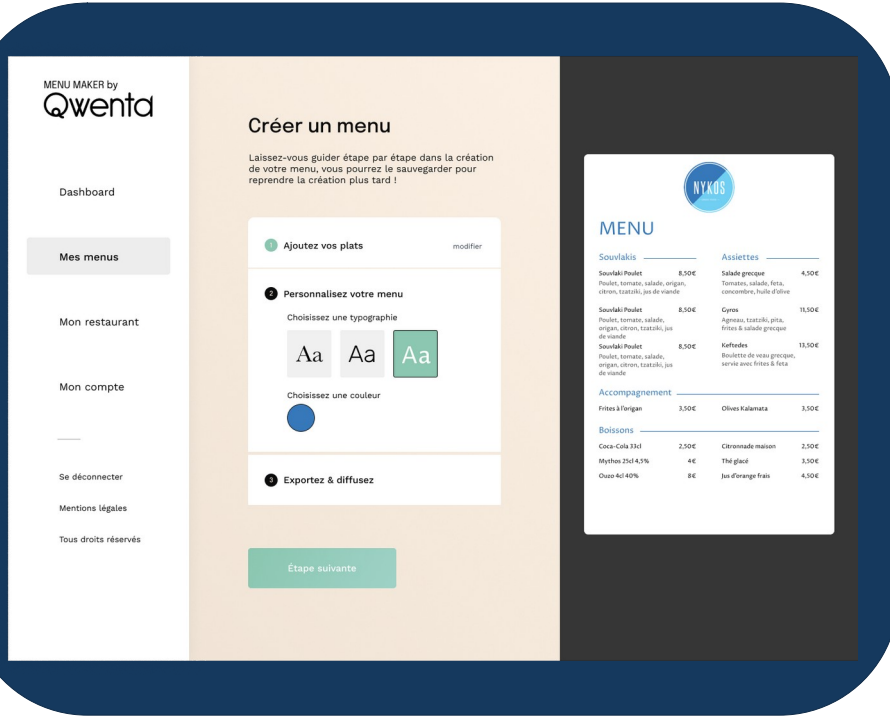 MENU MAKER by
Qwenta
Dashboard
Mes menus
Mon restaurant
Mon compte
Se déconnecter
Mentions légales
Tous droits réservés
Créer un menu
Laissez-vous guider étape par étape dans la création
de votre menu, vous pourrez le sauvegarder pour
reprendre la création plus tard !
1 Ajoutez vos plats modifier
2 Personnalisez votre menu
Choisissez une typographie
Aa Aa Aa
Choisissez une couleur
3 Exportez & diffusez
Étape suivante
NYKOS
MENU
Souvlakis
Souvlaki Poulet 8,50€
Poulet, tomate, salade, origan,
citron, tzatziki, jus de viande
Souvlaki Poulet 8,50€
Poulet, tomate, salade,
origan, citron, tzatziki, jus
de viande
Souvlaki Poulet 8,50€
Poulet, tomate, salade,
origan, citron, tzatziki, jus
de viande
Assiettes
Salade grecque 4,50€
Tomates, salade, feta,
concombre, huile d'olive
Gyros 11,50€
Agneau, tzatziki, pita,
frites & salade grecque
Keftedes 13,50€
Boulette de veau grecque,
servie avec frites & feta
Accompagnement
Frites à l'origan 3,50€ Olives Kalamata 3,50€
Boissons
Coca-Cola 33cl 2,50€ Citronnade maison 2,50€
Mythos 25cl 4,5% 4€ Thé glacé 3,50€
Ouzo 4cl 40% 8€ Jus d'orange frais 4,50€